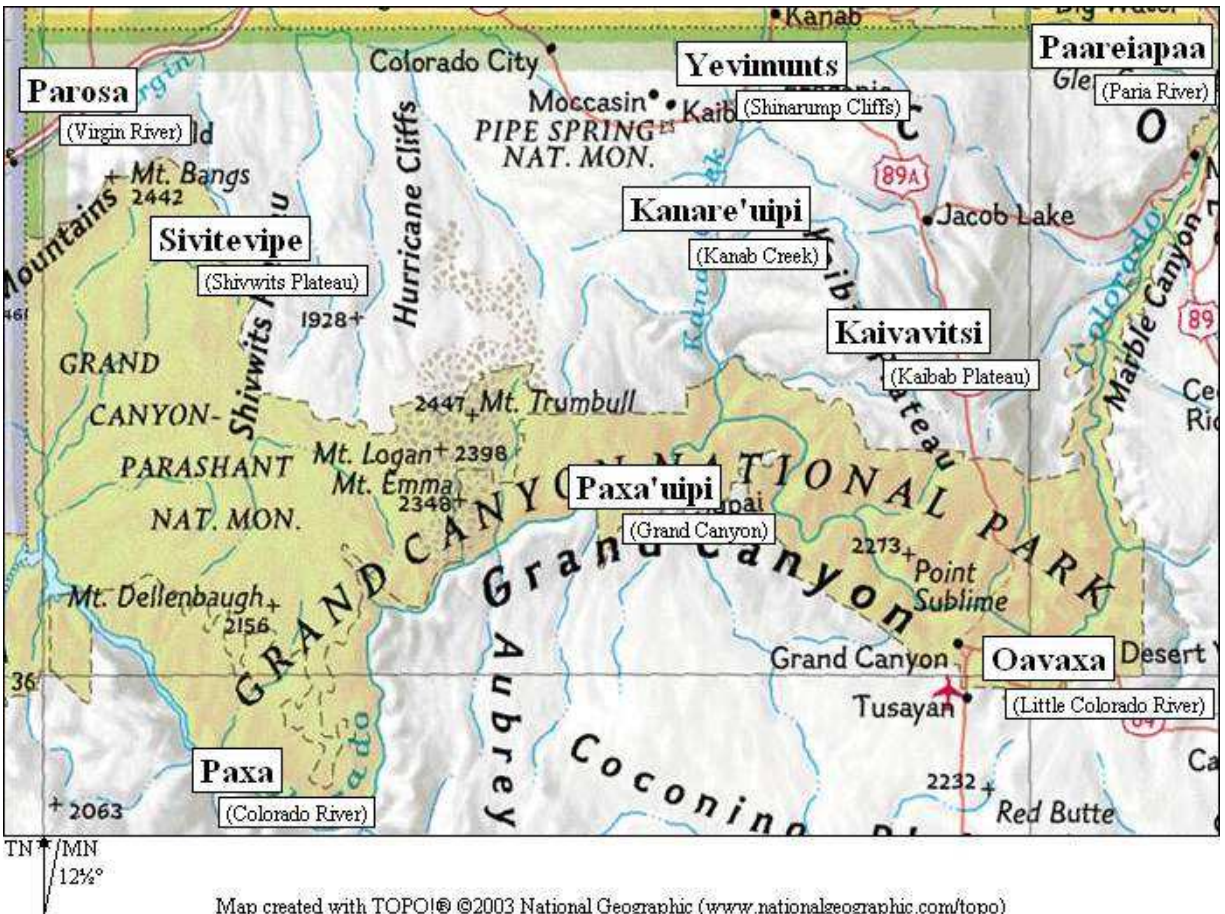 Kanab
Colorado City
Yevimunts
(Shinarump Cliffs)
Paareiapaa
(Paria River)
Parosa
(Virgin River)
Moccasin
PIPE SPRING
NAT. MON.
C
O
89A
Mt. Bangs
2442
Mountains
Sivitevipe
(Shivwits Plateau)
Shivwits
Hurricane Cliffs
1928
Kanare'uipi
(Kanab Creek)
Jacob Lake
Colorado
Marble Canyon
89
Kaivavitsi
(Kaibab Plateau)
GRAND
CANYON-
PARASHANT
NAT. MON.
2447 Mt. Trumbull
Mt. Logan 2398
Mt. Emma
2348
GRAND CANYON NATIONAL PARK
Paxa'uipi
(Grand Canyon)
Grand Canyon
2273
Point
Sublime
Mt. Dellenbaugh
2156
Aubrey
Grand Canyon
Oavaxa
(Little Colorado River)
Desert
36
Tusayan
Paxa
(Colorado River)
Coconino
2232
Red Butte
2063
TN MN
12½°
Map created with TOPO!® ©2003 National Geographic (www.nationalgeographic.com/topo)